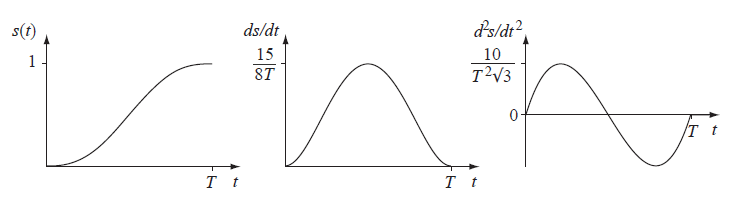 s(t)
1
T t
ds/dt
15
8T
T t
d²s/dt²
10
T²√3
0
T t